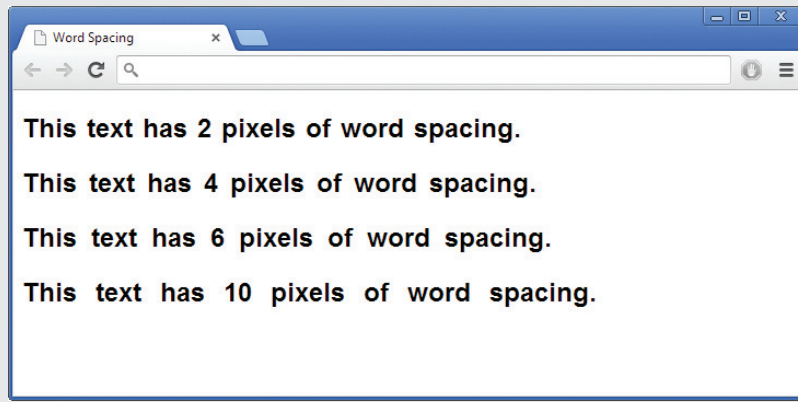 Word Spacing
This text has 2 pixels of word spacing.
This text has 4 pixels of word spacing.
This text has 6 pixels of word spacing.
This text has 10 pixels of word spacing.